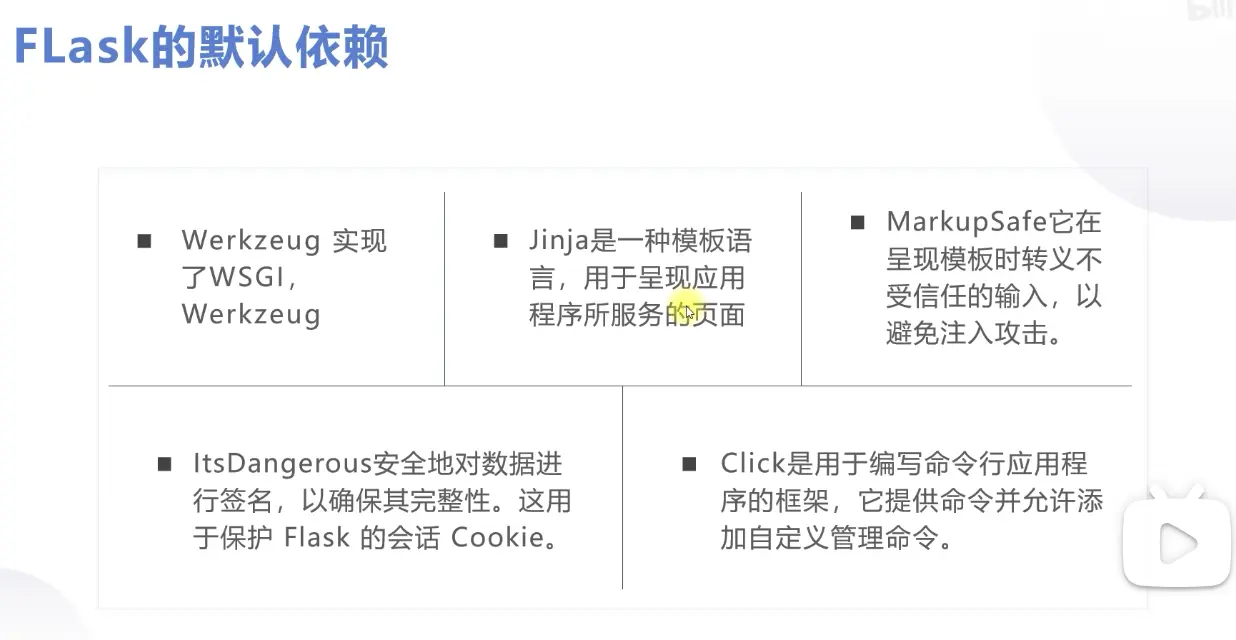 FLask的默认依赖
■ Werkzeug 实现
了WSGI，
Werkzeug
■ Jinja是一种模板语
言，用于呈现应用
程序所服务的页面
■ MarkupSafe它在
呈现模板时转义不
受信任的输入，以
避免注入攻击。
■ ItsDangerous安全地对数据进
行签名，以确保其完整性。这用
于保护 Flask 的会话 Cookie。
■ Click是用于编写命令行应用程
序的框架，它提供命令并允许添
加自定义管理命令。